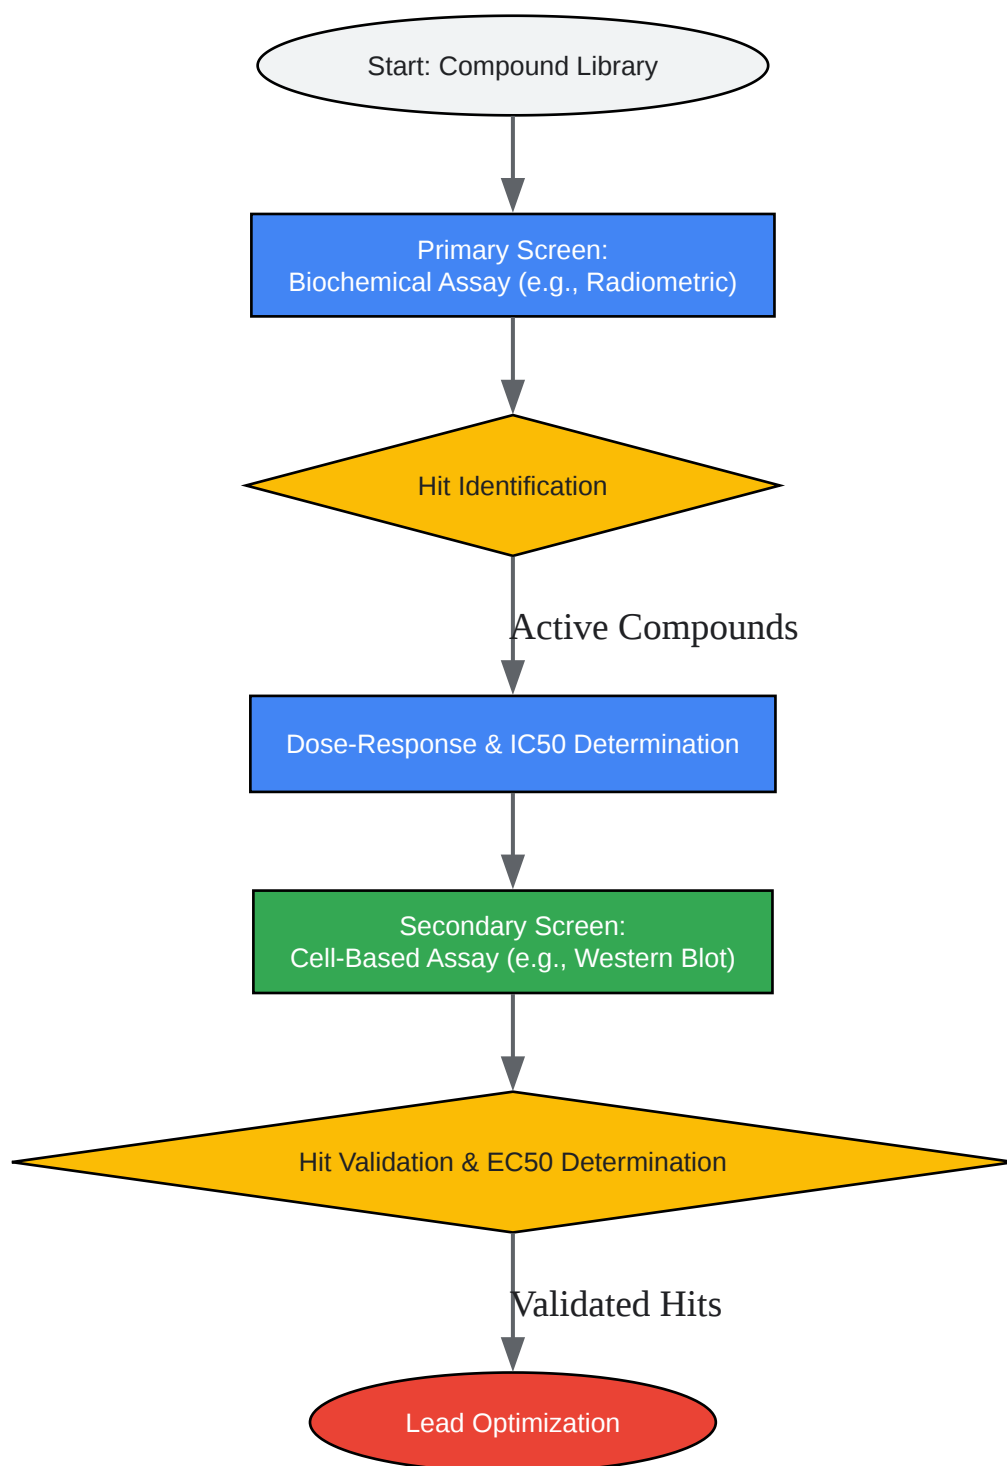 Start: Compound Library
Primary Screen:
Biochemical Assay (e.g., Radiometric)
Hit Identification
Active Compounds
Dose-Response & IC50 Determination
Secondary Screen:
Cell-Based Assay (e.g., Western Blot)
Hit Validation & EC50 Determination
Validated Hits
Lead Optimization